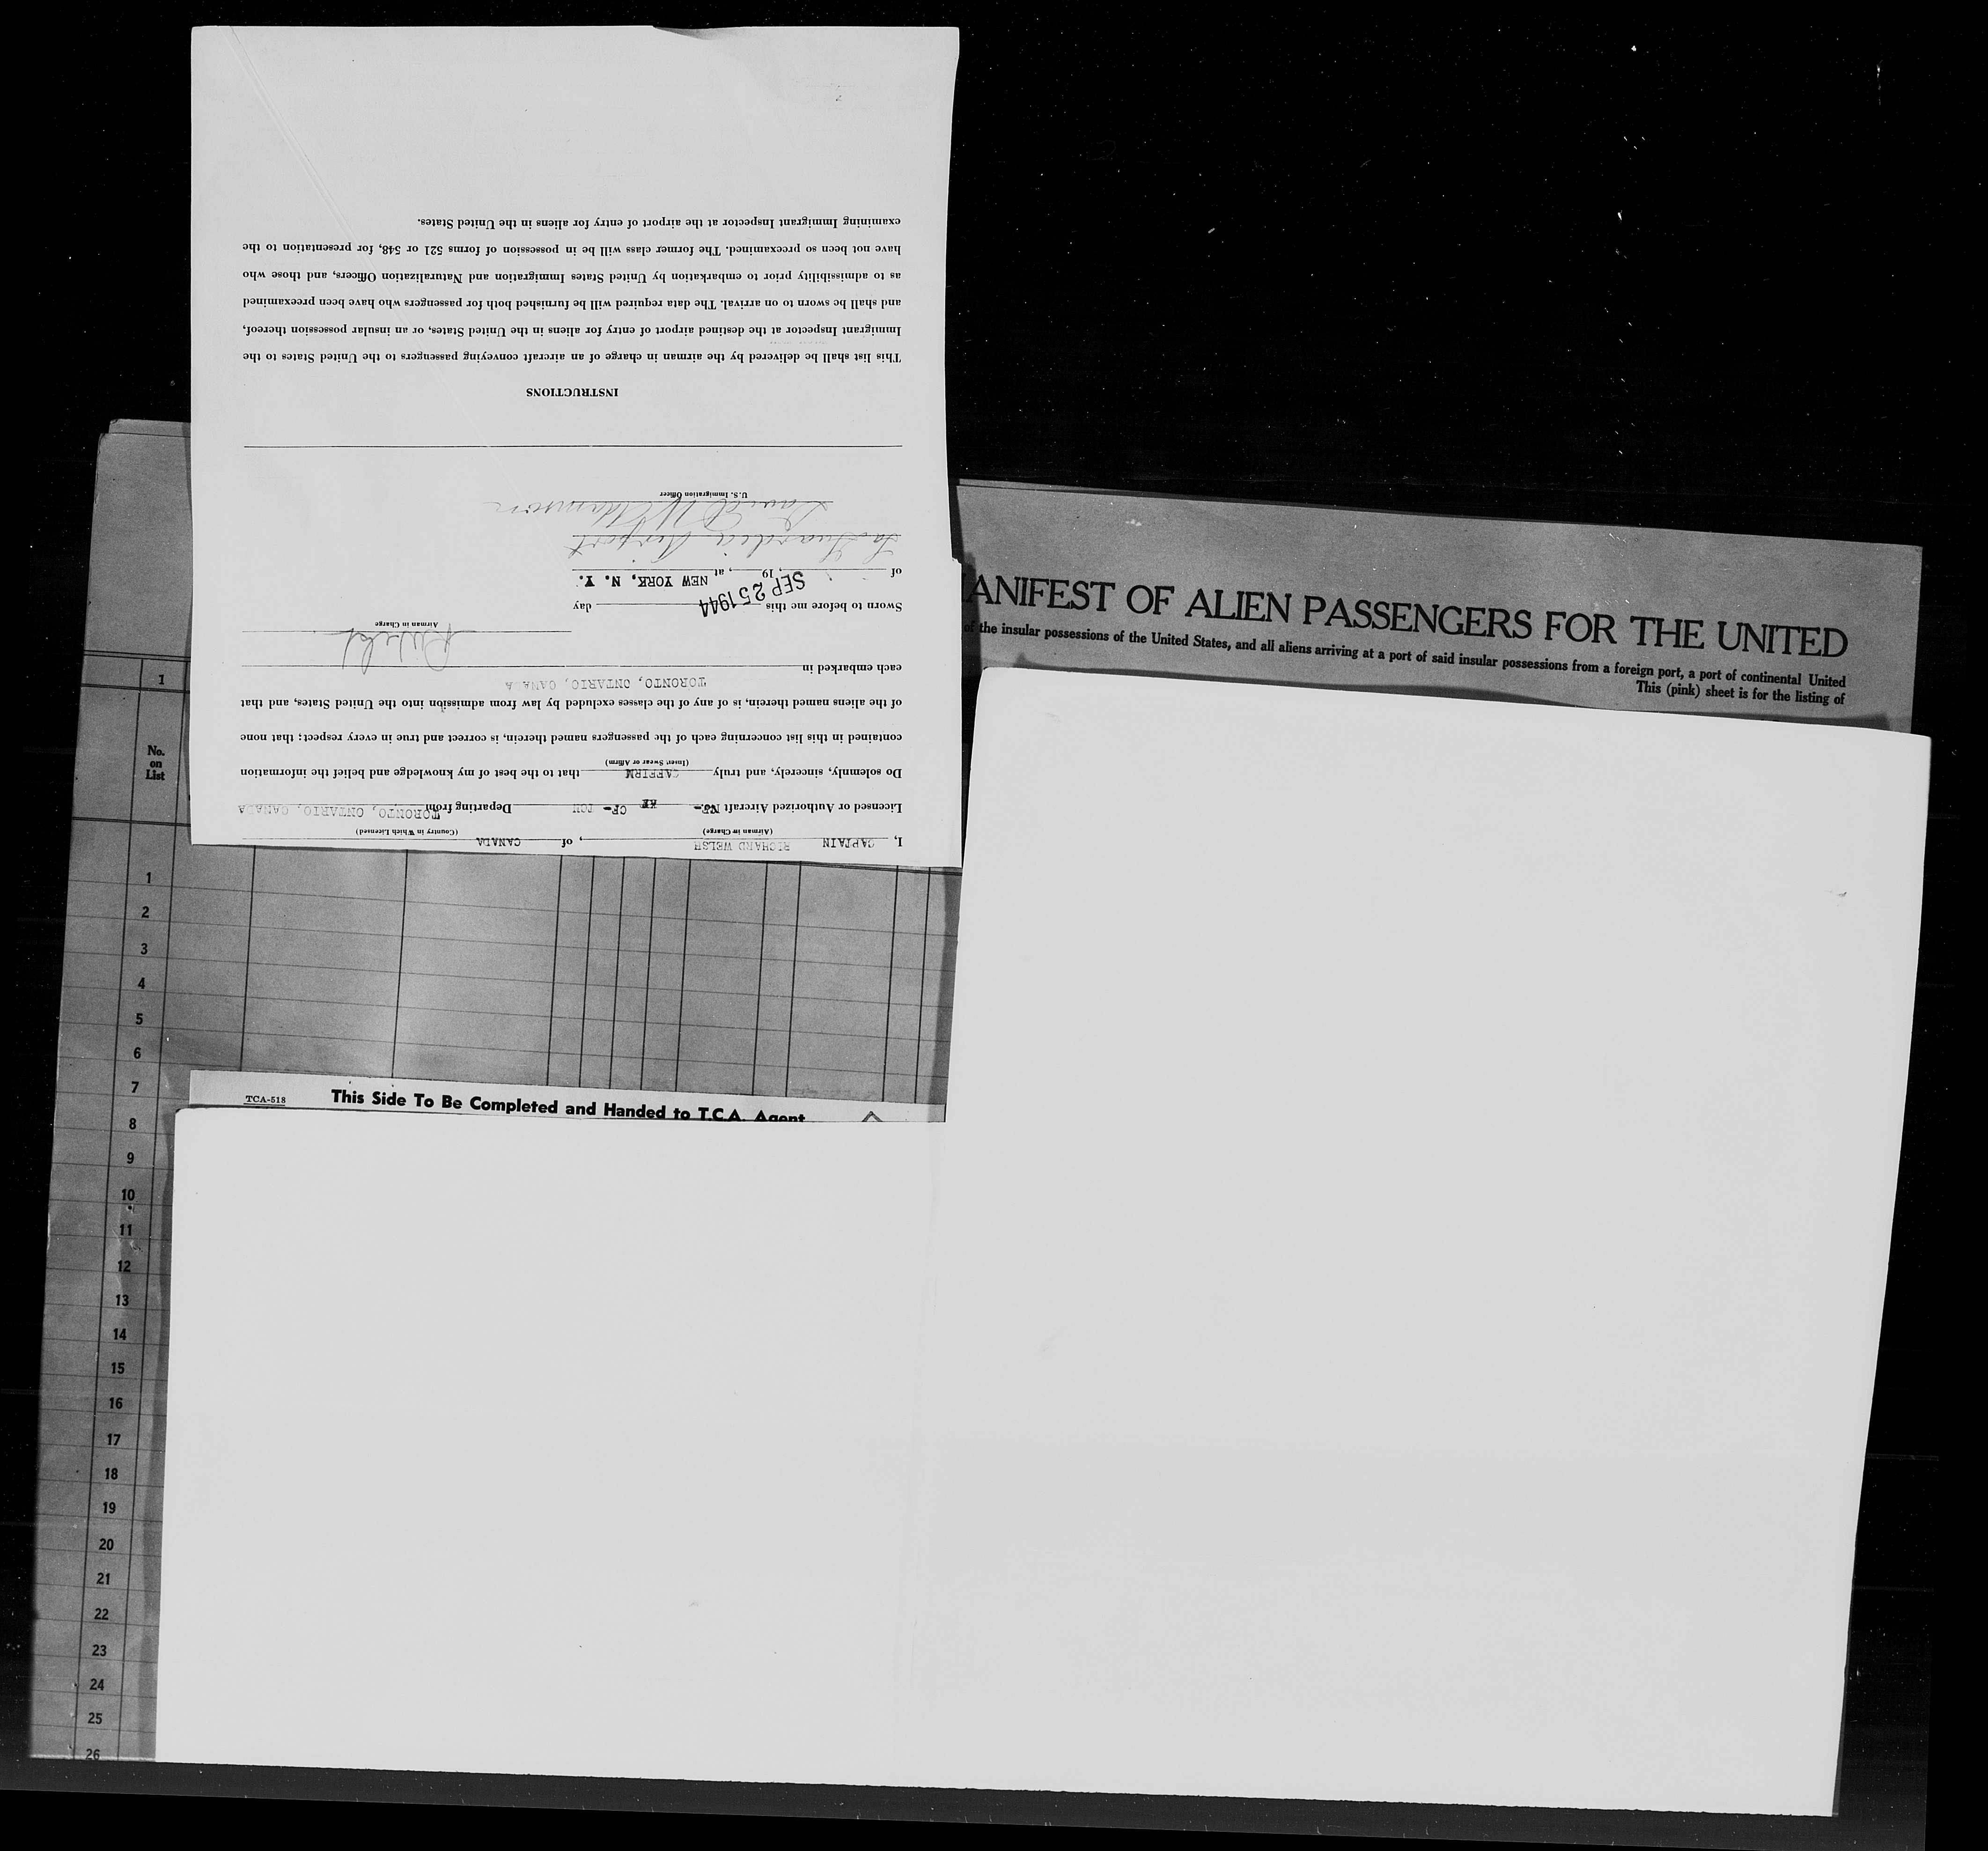 I, CAPTAIN RICHARD WELSH, of CANADA
(Airman in Charge) (Country in Which Licensed)
Licensed or Authorized Aircraft No. CF- Departing from TORONTO, ONTARIO, CANADA
Do solemnly, sincerely, and truly AFFIRM that to the best of my knowledge and belief the information
(Insert Swear or Affirm)
contained in this list concerning each of the passengers named therein, is correct and true in every respect; that none
of the aliens named therein, is of any of the classes excluded by law from admission into the United States, and that
TORONTO, ONTARIO, CANADA
each embarked in
R Welsh
Airman in Charge
Sworn to before me this SEP 25 1944 day
of , 19 , at NEW YORK, N. Y.
LaGuardia Airport
David
U.S. Immigration Officer
INSTRUCTIONS
This list shall be delivered by the airman in charge of an aircraft conveying passengers to the United States to the
Immigrant Inspector at the destined airport of entry for aliens in the United States, or an insular possession thereof,
and shall be sworn to on arrival. The data required will be furnished both for passengers who have been preexamined
as to admissibility prior to embarkation by United States Immigration and Naturalization Officers, and those who
have not been so preexamined. The former class will be in possession of forms 521 or 548, for presentation to the
examining Immigrant Inspector at the airport of entry for aliens in the United States.
ANIFEST OF ALIEN PASSENGERS FOR THE UNITED
of the insular possessions of the United States, and all aliens arriving at a port of said insular possessions from a foreign port, a port of continental United
This (pink) sheet is for the listing of
1
No.
on
List
1
2
3
4
5
6
7
TCA-518 This Side To Be Completed and Handed to T.C.A. Agent
8
9
10
11
12
13
14
15
16
17
18
19
20
21
22
23
24
25
26